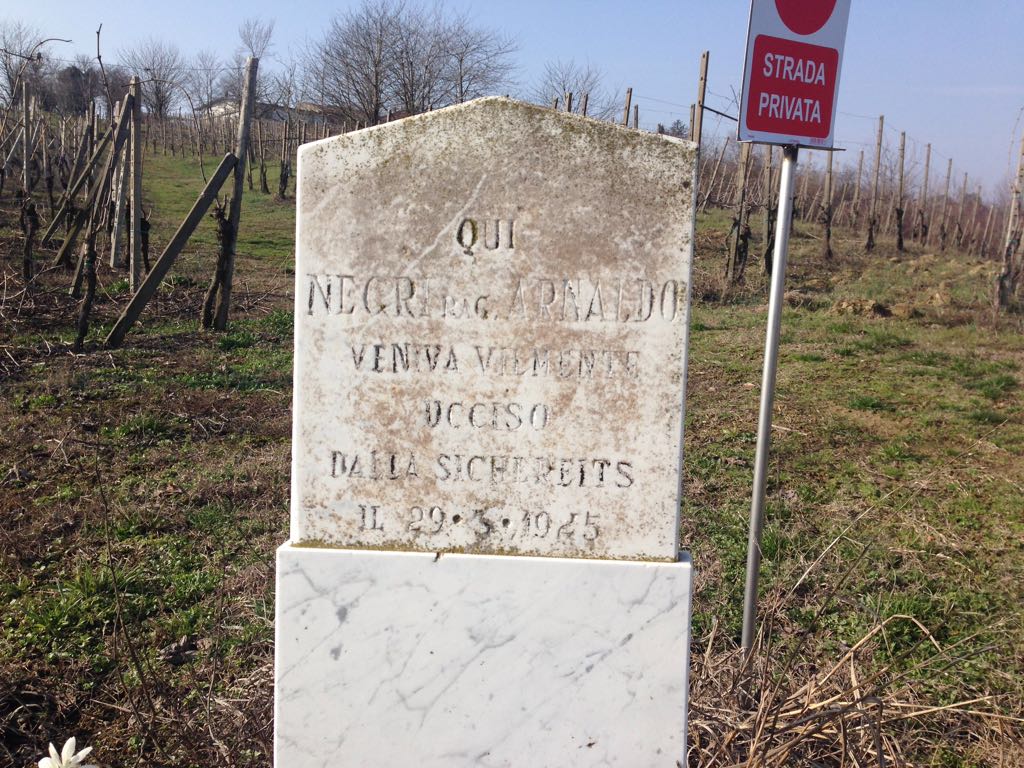 QUI
NEGRI RAG. ARNALDO
VENIVA VILMENTE
UCCISO
DALLA SICHEREITS
IL 29·3·1945
STRADA
PRIVATA